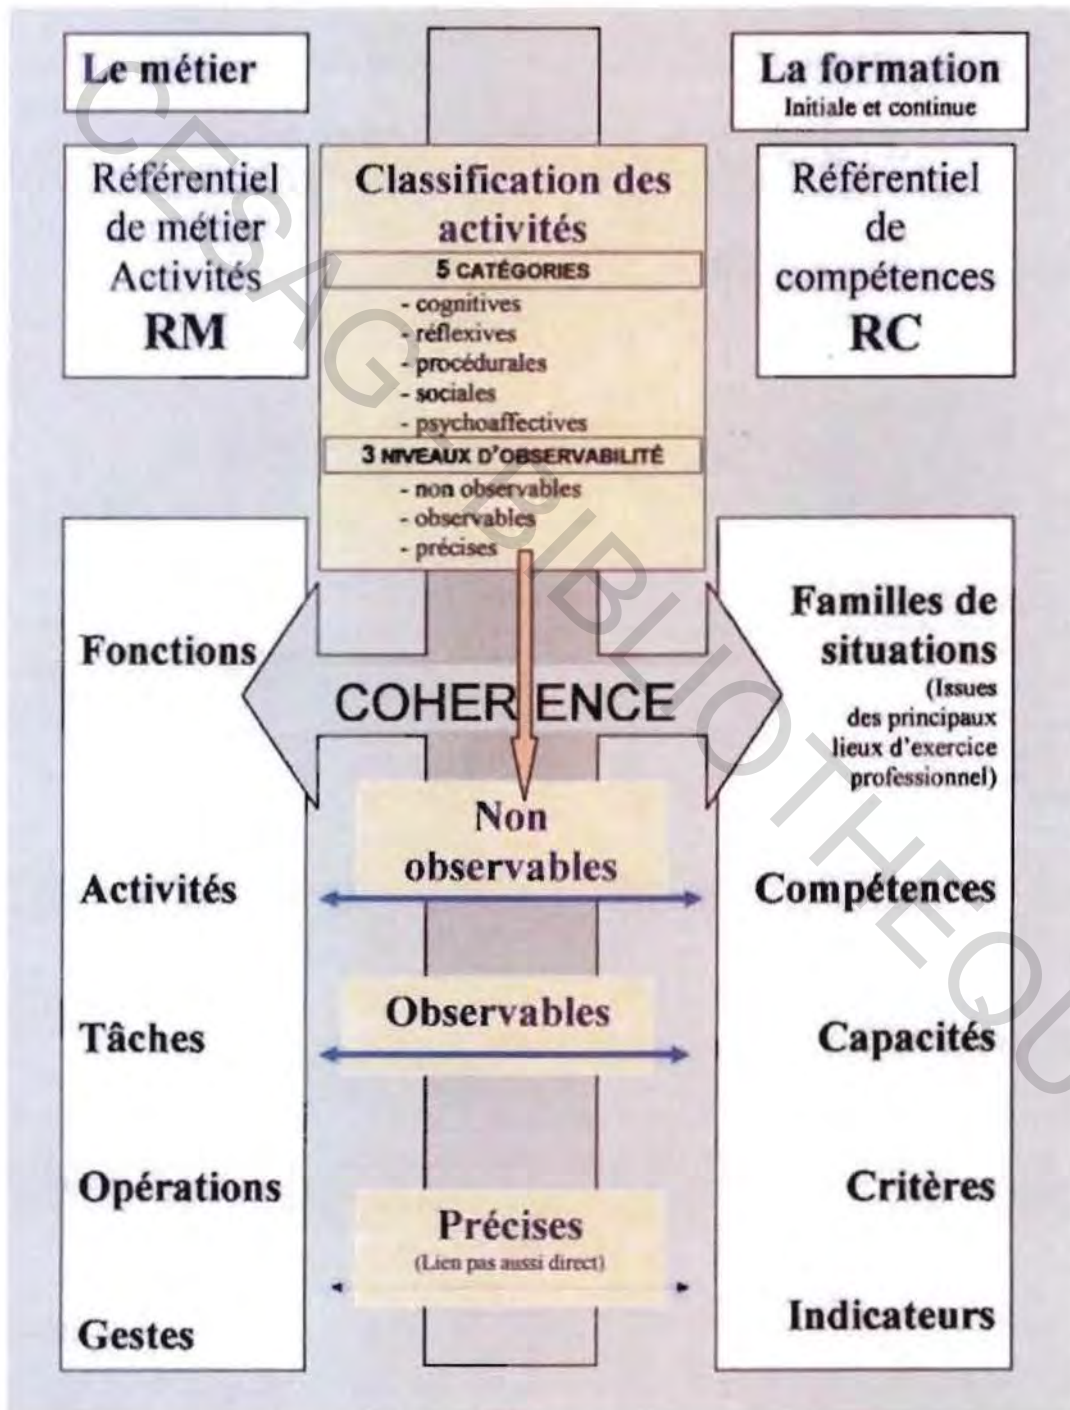 Le métier
La formation
Initiale et continue
Référentiel
de métier
Activités
RM
Classification des
activités
5 CATÉGORIES
- cognitives
- réflexives
- procédurales
- sociales
- psychoaffectives
3 NIVEAUX D'OBSERVABILITÉ
- non observables
- observables
- précises
Référentiel
de
compétences
RC
Fonctions
COHERENCE
Familles de
situations
(Issues
des principaux
lieux d'exercice
professionnel)
Non
observables
Activités
Compétences
Observables
Tâches
Capacités
Opérations
Critères
Précises
(Lien pas aussi direct)
Gestes
Indicateurs
CESAG - BIBLIOTHEQU